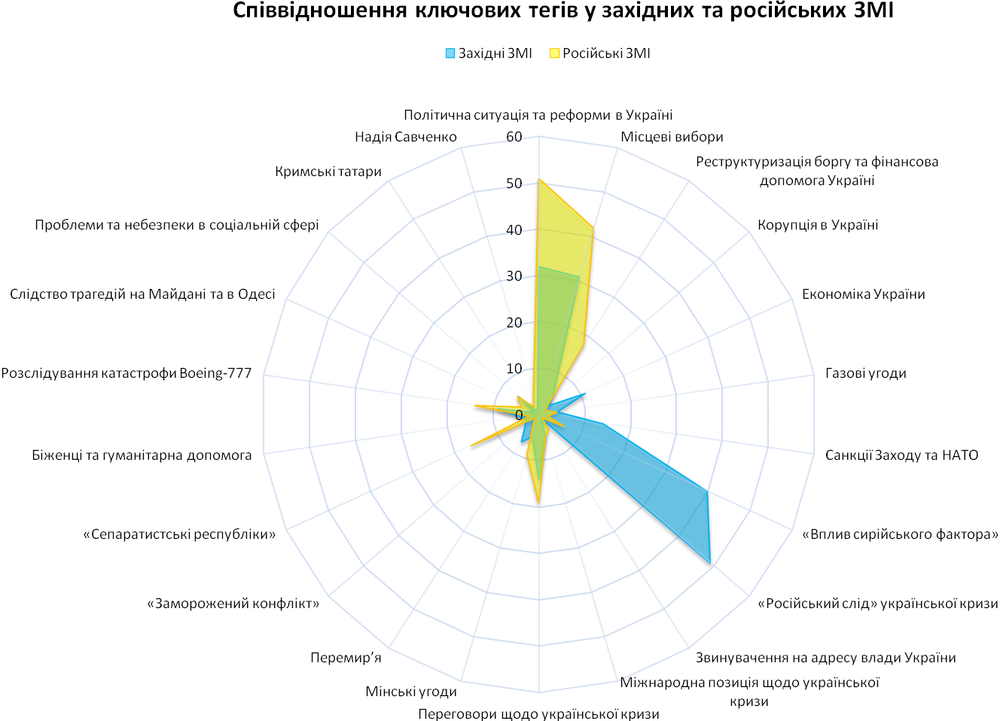 Співвідношення ключових тегів у західних та російських ЗМІ
Західні ЗМІ
Російські ЗМІ
Політична ситуація та реформи в Україні
Місцеві вибори
Реструктуризація боргу та фінансова
допомога Україні
Корупція в Україні
Економіка України
Газові угоди
Санкції Заходу та НАТО
«Вплив сирійського фактора»
«Російський слід» української кризи
Звинувачення на адресу влади України
Міжнародна позиція щодо української
кризи
Переговори щодо української кризи
Мінські угоди
Перемир’я
«Заморожений конфлікт»
«Сепаратистські республіки»
Біженці та гуманітарна допомога
Розслідування катастрофи Boeing-777
Слідство трагедій на Майдані та в Одесі
Проблеми та небезпеки в соціальній сфері
Кримські татари
Надія Савченко
60
50
40
30
20
10
0